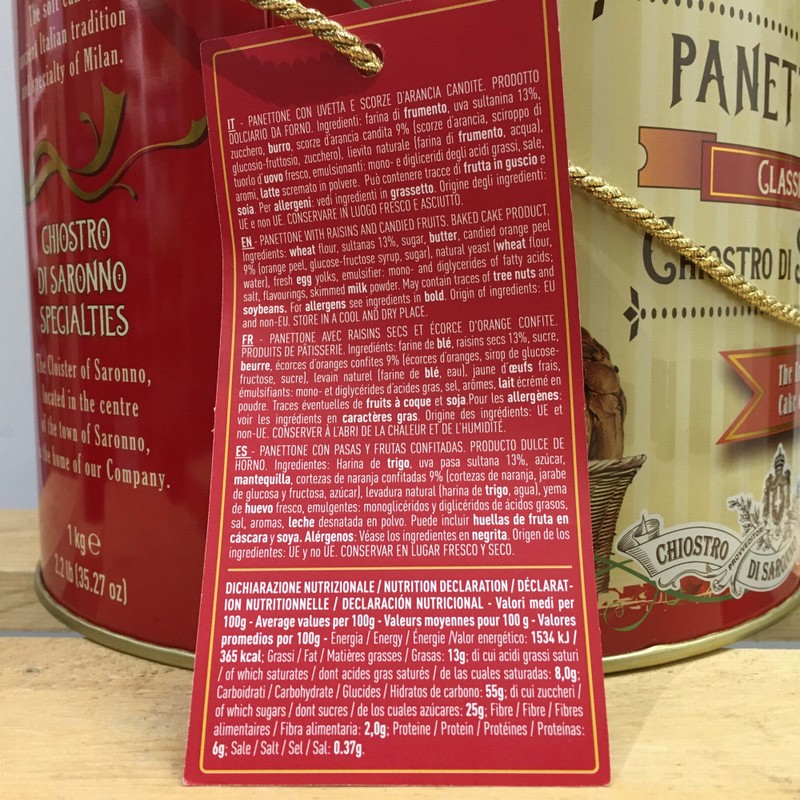 The soft
ancient Italian tradition
specialty of Milan.
CHIOSTRO
DI SARONNO
SPECIALTIES
The Cloister of Saronno,
located in the centre
of the town of Saronno,
home of our Company.
1 kg ℮
2.2 lb (35.27 oz)
IT - PANETTONE CON UVETTA E SCORZE D'ARANCIA CANDITE. PRODOTTO
DOLCIARIO DA FORNO. Ingredienti: farina di frumento, uva sultanina 13%,
zucchero, burro, scorze d'arancia candita 9% (scorze d'arancia, sciroppo di
glucosio-fruttosio, zucchero), lievito naturale (farina di frumento, acqua),
tuorlo d'uovo fresco, emulsionanti: mono- e digliceridi degli acidi grassi, sale,
aromi, latte scremato in polvere. Può contenere tracce di frutta in guscio e
soia. Per allergeni: vedi ingredienti in grassetto. Origine degli ingredienti:
UE e non UE. CONSERVARE IN LUOGO FRESCO E ASCIUTTO.
EN - PANETTONE WITH RAISINS AND CANDIED FRUITS. BAKED CAKE PRODUCT.
Ingredients: wheat flour, sultanas 13%, sugar, butter, candied orange peel
9% (orange peel, glucose-fructose syrup, sugar), natural yeast (wheat flour,
water), fresh egg yolks, emulsifier: mono- and diglycerides of fatty acids;
salt, flavourings, skimmed milk powder. May contain traces of tree nuts and
soybeans. For allergens see ingredients in bold. Origin of ingredients: EU
and non-EU. STORE IN A COOL AND DRY PLACE.
FR - PANETTONE AVEC RAISINS SECS ET ÉCORCE D'ORANGE CONFITE.
PRODUITS DE PÂTISSERIE. Ingrédients: farine de blé, raisins secs 13%, sucre,
beurre, écorces d'oranges confites 9% (écorces d'oranges, sirop de glucose-
fructose, sucre), levain naturel (farine de blé, eau), jaune d'œufs frais,
émulsifiants: mono- et diglycérides d'acides gras, sel, arômes, lait écrémé en
poudre. Traces éventuelles de fruits à coque et soja.Pour les allergènes:
voir les ingrédients en caractères gras. Origine des ingrédients: UE et
non-UE. CONSERVER À L'ABRI DE LA CHALEUR ET DE L'HUMIDITÉ.
ES - PANETTONE CON PASAS Y FRUTAS CONFITADAS. PRODUCTO DULCE DE
HORNO. Ingredientes: Harina de trigo, uva pasa sultana 13%, azúcar,
mantequilla, cortezas de naranja confitadas 9% (cortezas de naranja, jarabe
de glucosa y fructosa, azúcar), levadura natural (harina de trigo, agua), yema
de huevo fresco, emulgentes: monoglicéridos y diglicéridos de ácidos grasos,
sal, aromas, leche desnatada en polvo. Puede incluir huellas de fruta en
cáscara y soya. Alérgenos: Véase los ingredientes en negrita. Origen de los
ingredientes: UE y no UE. CONSERVAR EN LUGAR FRESCO Y SECO.
DICHIARAZIONE NUTRIZIONALE / NUTRITION DECLARATION / DÉCLARAT-
ION NUTRITIONNELLE / DECLARACIÓN NUTRICIONAL - Valori medi per
100g - Average values per 100g - Valeurs moyennes pour 100 g - Valores
promedios por 100g - Energia / Energy / Énergie /Valor energético: 1534 kJ /
365 kcal; Grassi / Fat / Matières grasses / Grasas: 13g; di cui acidi grassi saturi
/ of which saturates / dont acides gras saturés / de las cuales saturadas: 8,0g;
Carboidrati / Carbohydrate / Glucides / Hidratos de carbono: 55g; di cui zuccheri /
of which sugars / dont sucres / de los cuales azúcares: 25g; Fibre / Fibre / Fibres
alimentaires / Fibra alimentaria: 2,0g; Proteine / Protein / Protéines / Proteínas:
6g; Sale / Salt / Sel / Sal: 0.37g.
PANET
CLASS
CHIOSTRO DI S
The
Cak
CHIOSTRO
DI SARONNO